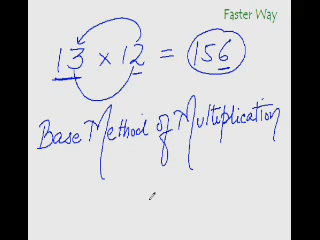 Faster Way
13 × 12 = 156
Base Method of Multiplication